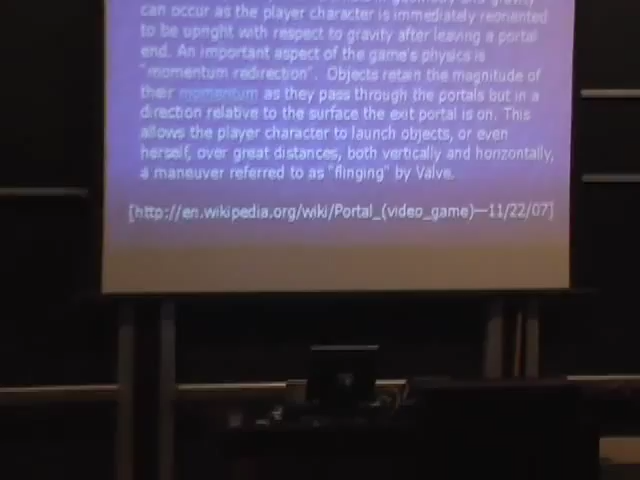 geometry and gravity
can occur as the player character is immediately reoriented
to be upright with respect to gravity after leaving a portal
end. An important aspect of the game's physics is
"momentum redirection". Objects retain the magnitude of
their momentum as they pass through the portals but in a
direction relative to the surface the exit portal is on. This
allows the player character to launch objects, or even
herself, over great distances, both vertically and horizontally,
a maneuver referred to as "flinging" by Valve.
[http://en.wikipedia.org/wiki/Portal_(video_game)—11/22/07]